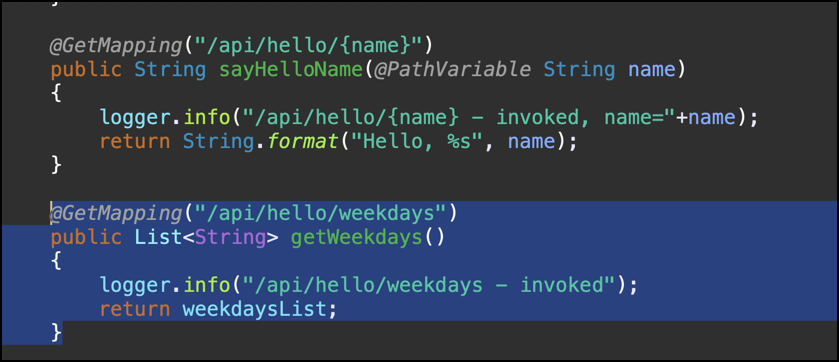 }
@GetMapping("/api/hello/{name}")
public String sayHelloName(@PathVariable String name)
{
logger.info("/api/hello/{name} - invoked, name="+name);
return String.format("Hello, %s", name);
}
@GetMapping("/api/hello/weekdays")
public List<String> getWeekdays()
{
logger.info("/api/hello/weekdays - invoked");
return weekdaysList;
}